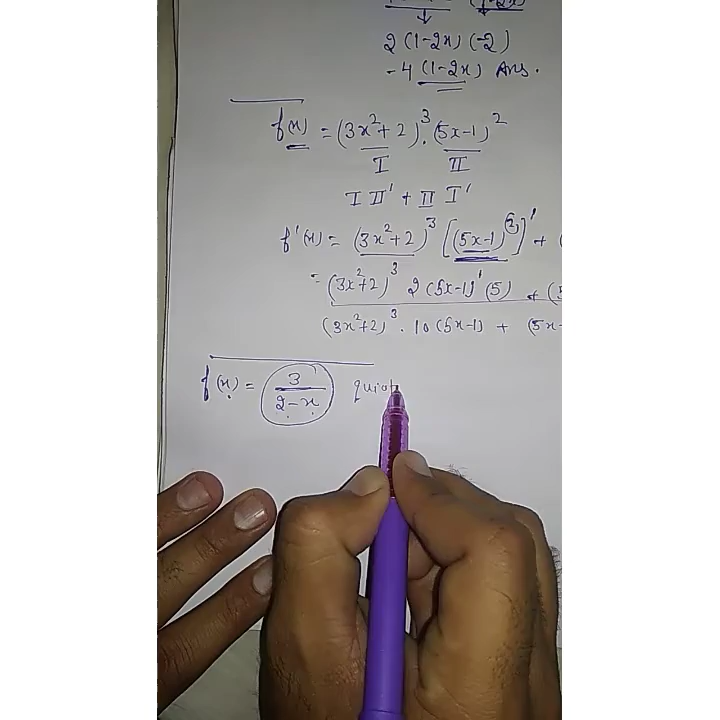 2 (1-2x) (-2)
-4 (1-2x) Ans.
f(x) = (3x²+2)³.(5x-1)²
I II
I II' + II I'
f'(x) = (3x²+2)³ [(5x-1)²]' +
= (3x²+2)³ 2(5x-1)' (5) +
(3x²+2)³ . 10(5x-1) + (5x-
f(x) = 3/(2-x) quiot